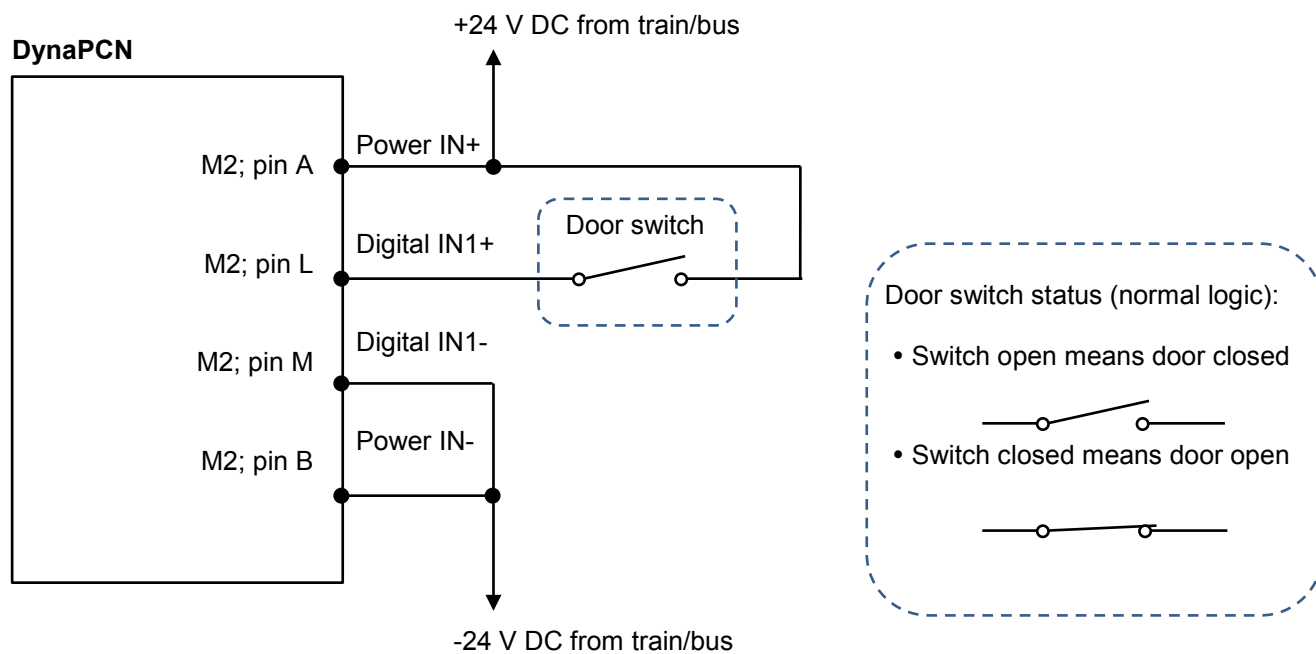 +24 V DC from train/bus
DynaPCN
Power IN+
M2; pin A
Door switch
Digital IN1+
M2; pin L
Door switch status (normal logic):
Digital IN1-
• Switch open means door closed
M2; pin M
Power IN-
• Switch closed means door open
M2; pin B
-24 V DC from train/bus